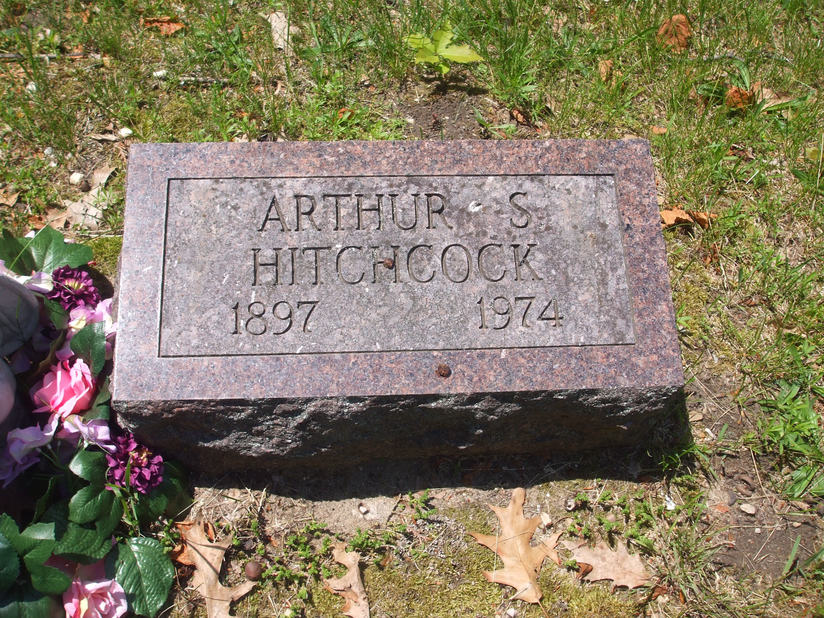 ARTHUR S.
HITCHCOCK
1897 1974